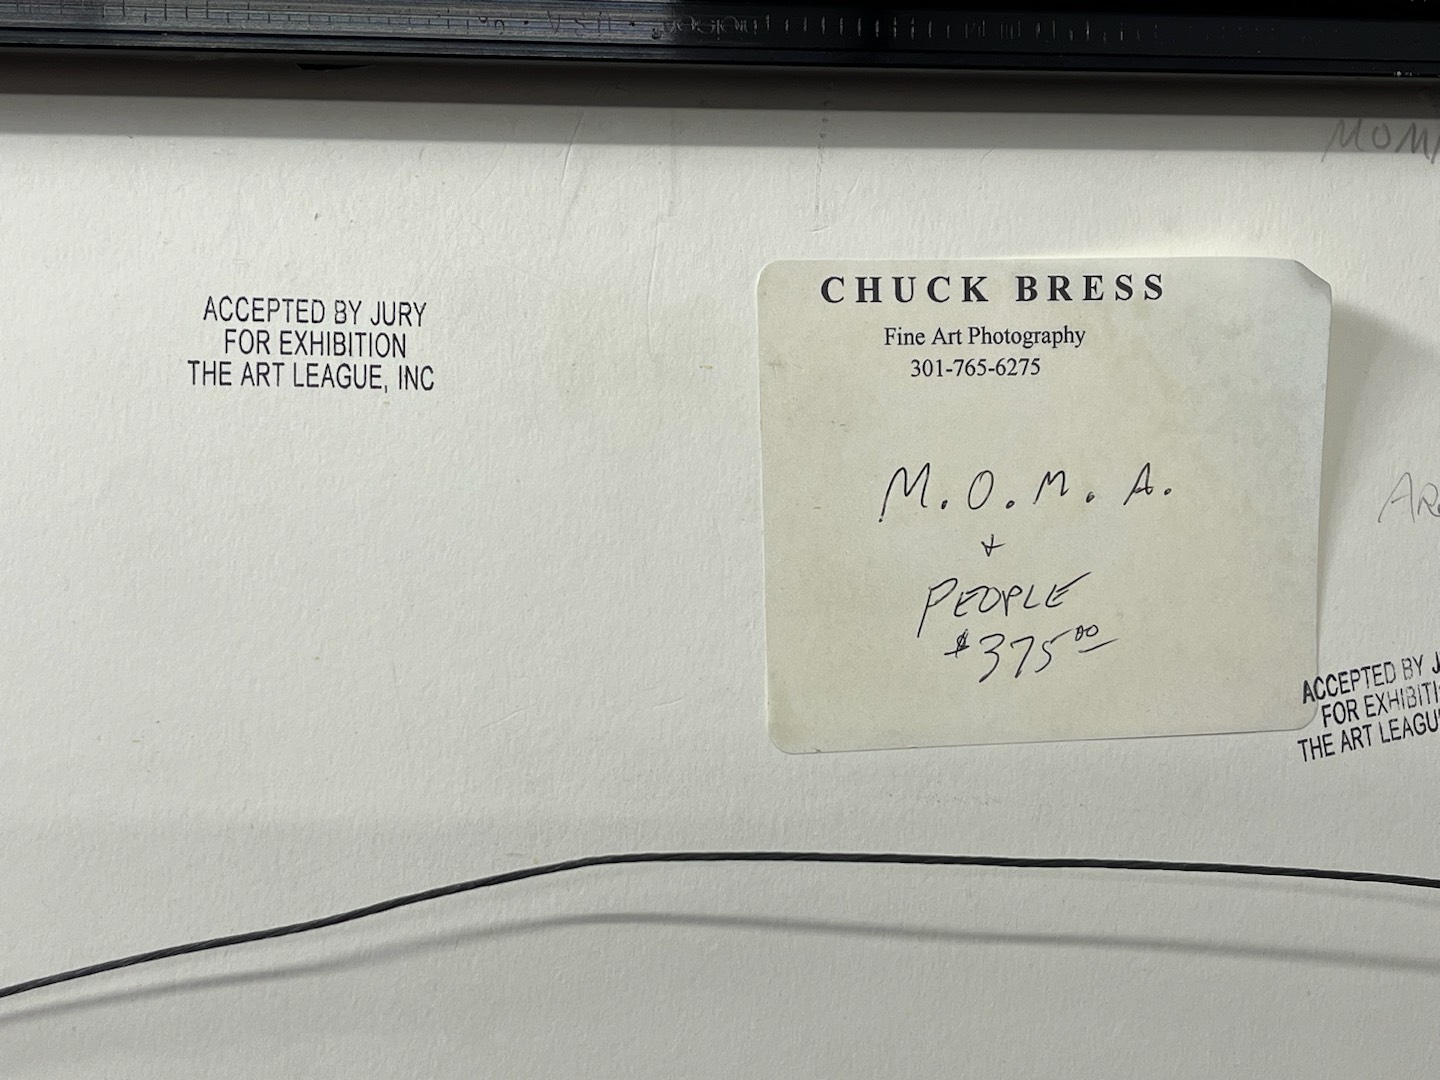 ACCEPTED BY JURY
FOR EXHIBITION
THE ART LEAGUE, INC
CHUCK BRESS
Fine Art Photography
301-765-6275
M.O.M.A.
+
PEOPLE
$375.00
ACCEPTED BY J
FOR EXHIBITI
THE ART LEAGU